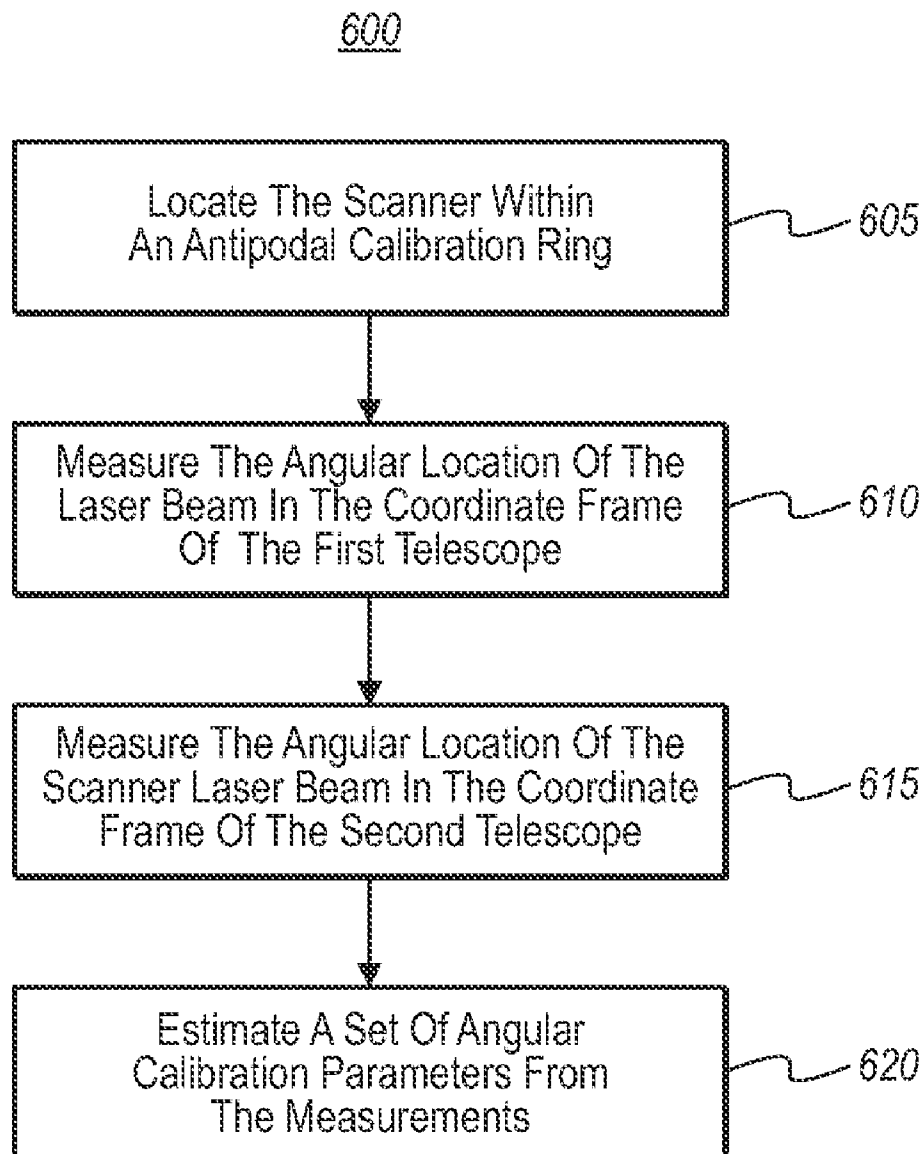 600
Locate The Scanner Within
An Antipodal Calibration Ring
605
Measure The Angular Location Of The
Laser Beam In The Coordinate Frame
Of The First Telescope
610
Measure The Angular Location Of The
Scanner Laser Beam In The Coordinate
Frame Of The Second Telescope
615
Estimate A Set Of Angular
Calibration Parameters From
The Measurements
620